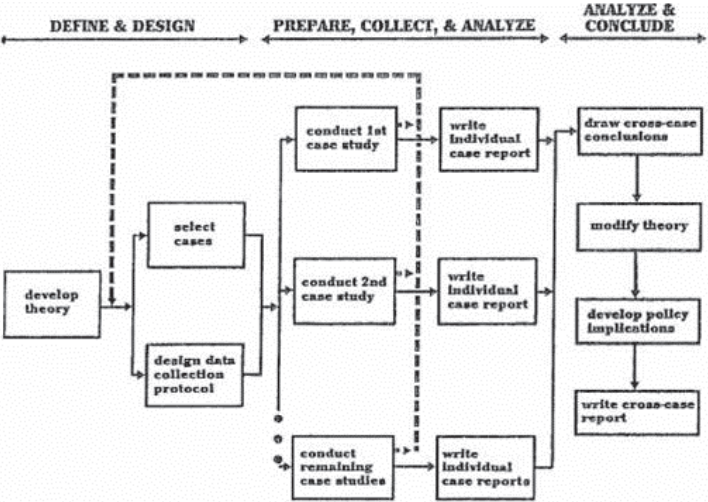 DEFINE & DESIGN
PREPARE, COLLECT, & ANALYZE
ANALYZE &
CONCLUDE
develop
theory
select
cases
design data
collection
protocol
conduct 1st
case study
write
individual
case report
conduct 2nd
case study
write
individual
case report
conduct
remaining
case studies
write
individual
case reports
draw cross-case
conclusions
modify theory
develop policy
implications
write cross-case
report